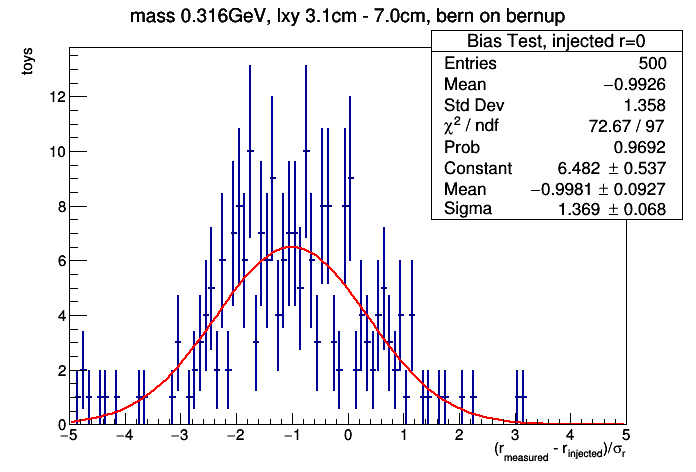 mass 0.316GeV, lxy 3.1cm - 7.0cm, bern on bernup
Bias Test, injected r=0
Entries 500
Mean −0.9926
Std Dev 1.358
χ² / ndf 72.67 / 97
Prob 0.9692
Constant 6.482 ± 0.537
Mean −0.9981 ± 0.0927
Sigma 1.369 ± 0.068
toys
12
10
8
6
4
2
0
−5 −4 −3 −2 −1 0 1 2 3 4 5
(r_measured - r_injected)/σ_r